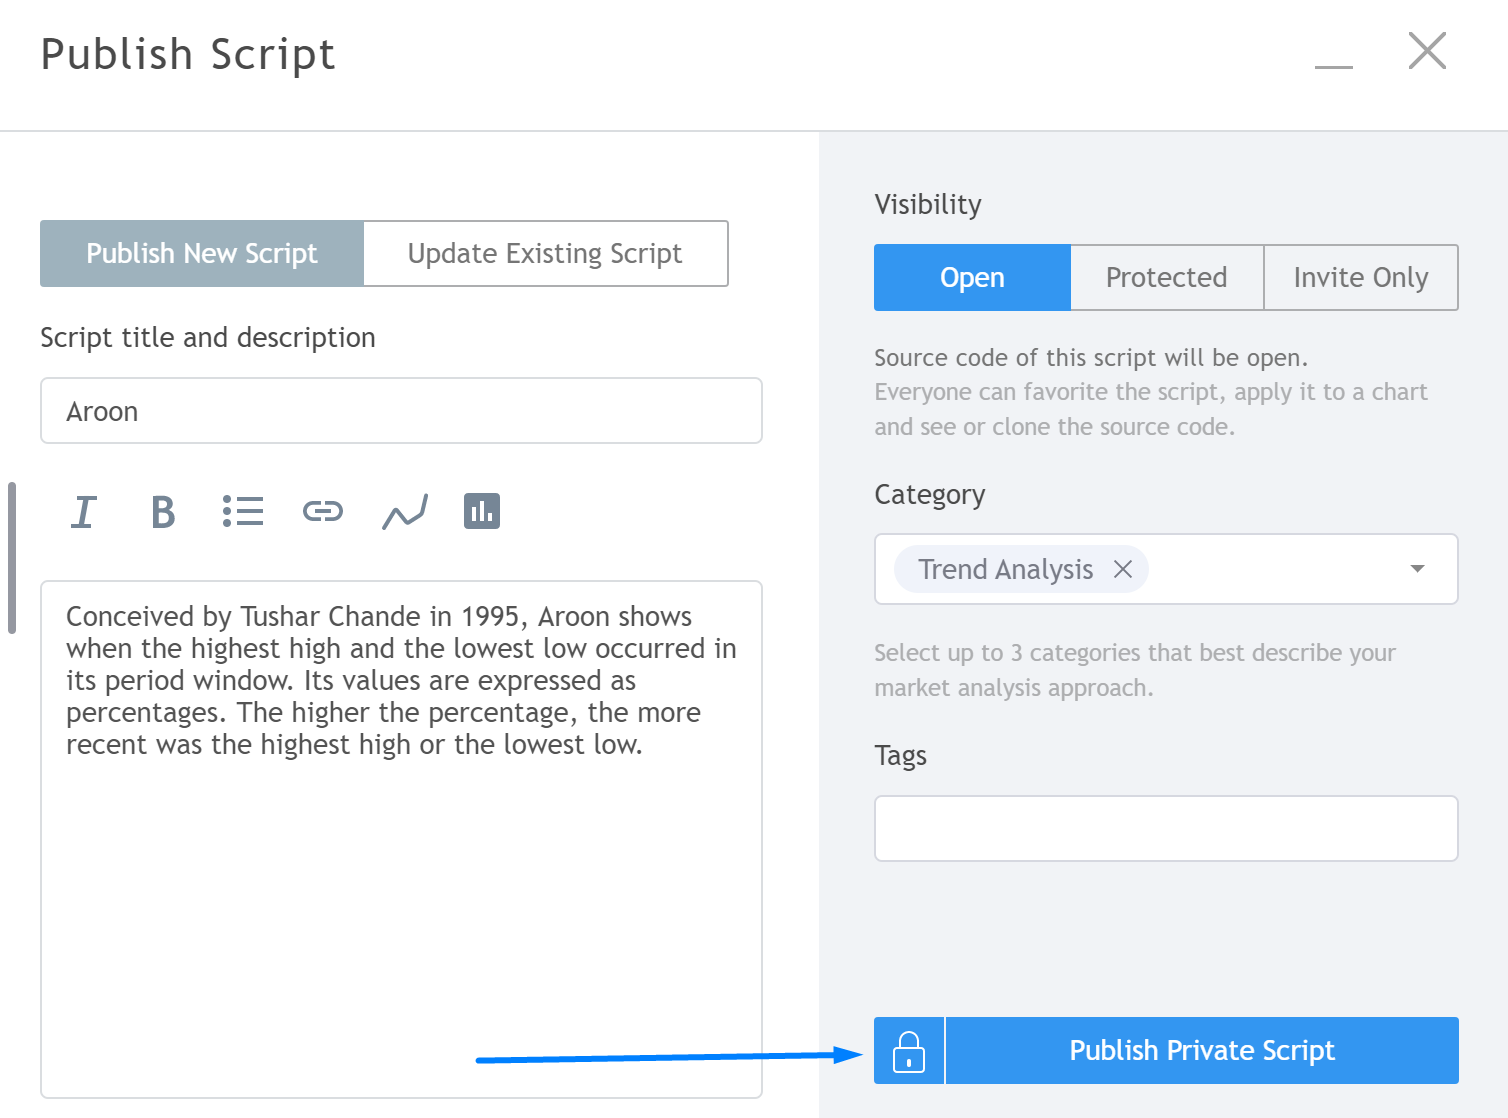 Publish Script
Publish New Script
Update Existing Script
Script title and description
Aroon
I B
Conceived by Tushar Chande in 1995, Aroon shows
when the highest high and the lowest low occurred in
its period window. Its values are expressed as
percentages. The higher the percentage, the more
recent was the highest high or the lowest low.
Visibility
Open
Protected
Invite Only
Source code of this script will be open.
Everyone can favorite the script, apply it to a chart
and see or clone the source code.
Category
Trend Analysis
Select up to 3 categories that best describe your
market analysis approach.
Tags
Publish Private Script